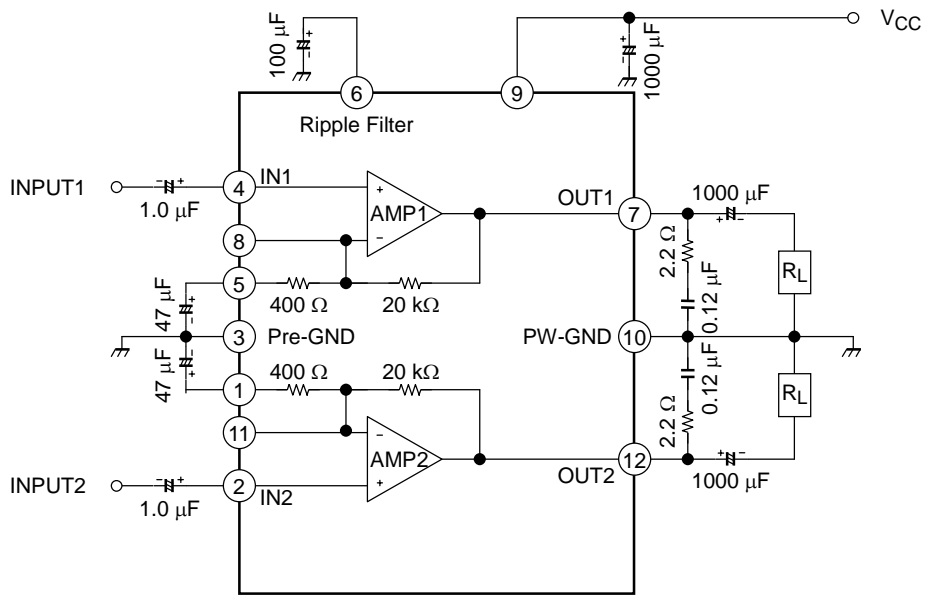 V_CC
100 μF
+
−
+
−
1000 μF
6
9
Ripple Filter
INPUT1
− +
1.0 μF
4
IN1
+
AMP1
−
OUT1
7
1000 μF
+ −
8
5
400 Ω
20 kΩ
2.2 Ω
0.12 μF
R_L
47 μF
+
−
3
Pre-GND
PW-GND
10
47 μF
−
+
1
400 Ω
20 kΩ
2.2 Ω
0.12 μF
R_L
11
−
AMP2
+
OUT2
12
+ −
1000 μF
INPUT2
− +
1.0 μF
2
IN2